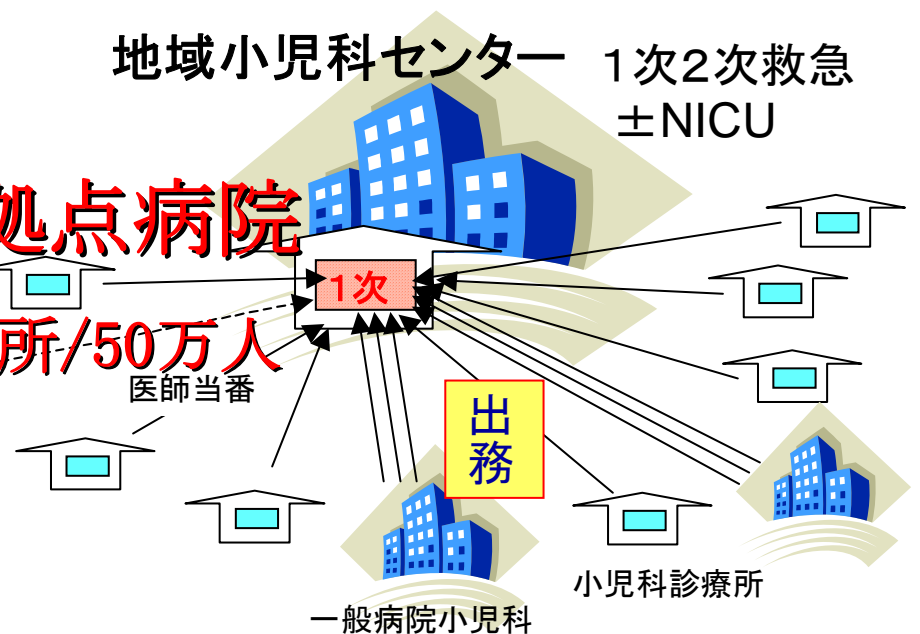 地域小児科センター
1次2次救急
±NICU
拠点病院
1次
所/50万人
医師当番
出
務
小児科診療所
一般病院小児科